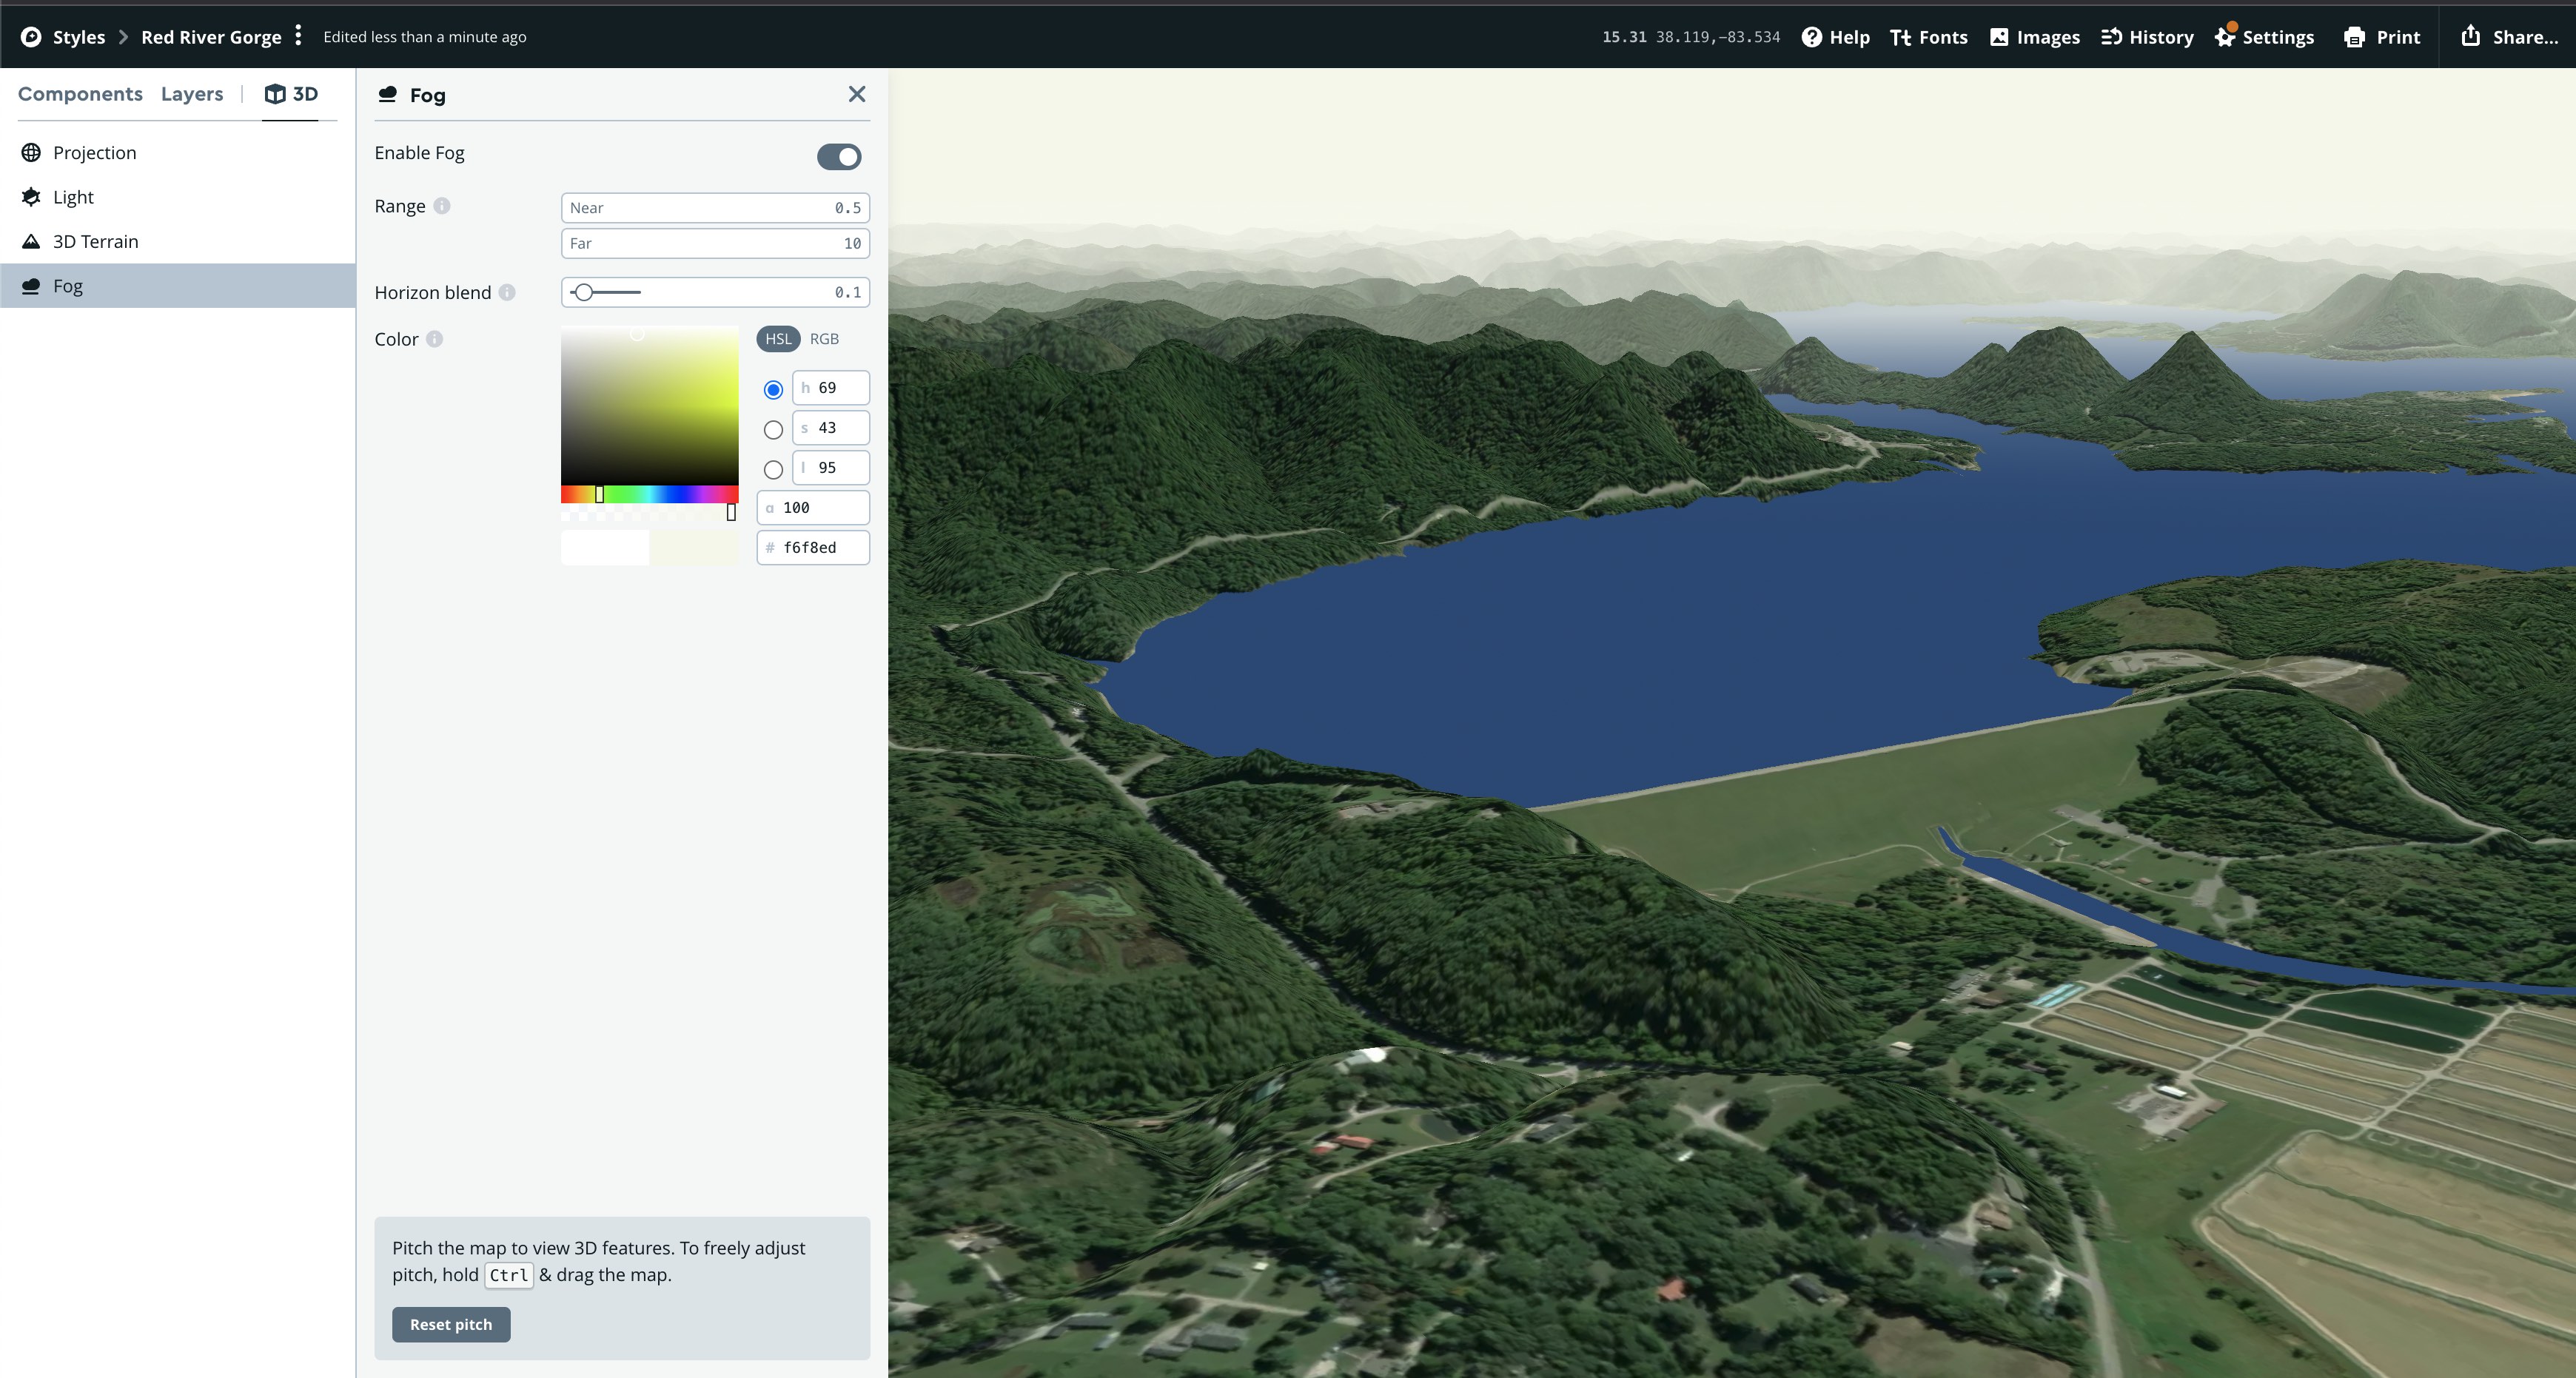 Styles > Red River Gorge Edited less than a minute ago 15.31 38.119,-83.534 Help Fonts Images History Settings Print Share...
Components Layers | 3D
Projection
Light
3D Terrain
Fog
Fog
Enable Fog
Range
Near 0.5
Far 10
Horizon blend 0.1
Color
HSL RGB
h 69
s 43
l 95
a 100
# f6f8ed
Pitch the map to view 3D features. To freely adjust
pitch, hold Ctrl & drag the map.
Reset pitch